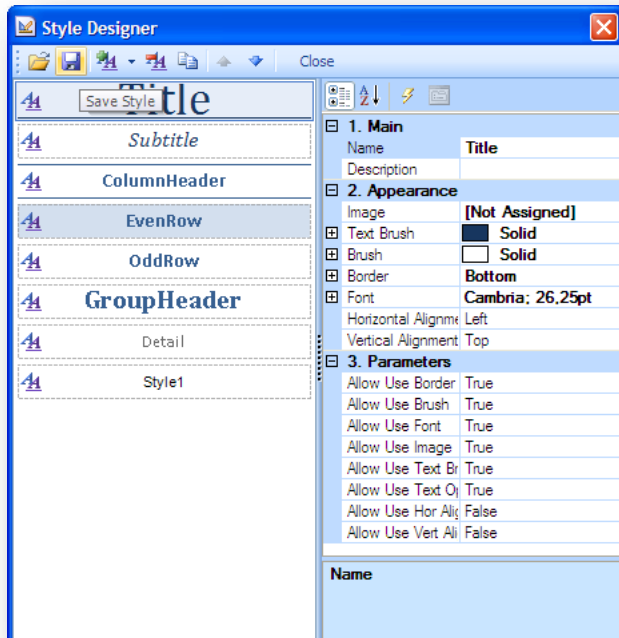 Style Designer
Close
Title
Save Style
Subtitle
ColumnHeader
EvenRow
OddRow
GroupHeader
Detail
Style1
1. Main
Name Title
Description
2. Appearance
Image [Not Assigned]
Text Brush Solid
Brush Solid
Border Bottom
Font Cambria; 26,25pt
Horizontal Alignme Left
Vertical Alignment Top
3. Parameters
Allow Use Border True
Allow Use Brush True
Allow Use Font True
Allow Use Image True
Allow Use Text Br True
Allow Use Text O True
Allow Use Hor Alig False
Allow Use Vert Ali False
Name